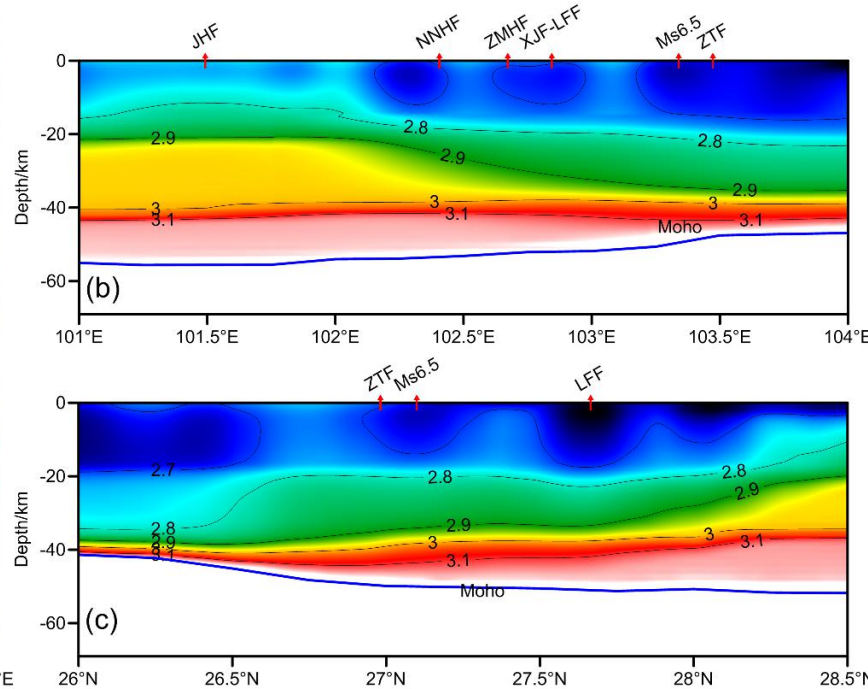 JHF NNHF ZMHF XJF-LFF Ms6.5 ZTF
0
2.8 2.8
-20 2.9
2.9
2.9
-40 3 3 3
3.1 3.1 3.1
Moho
-60
Depth/km
(b)
101°E 101.5°E 102°E 102.5°E 103°E 103.5°E 104°E
ZTF Ms6.5 LFF
0
-20 2.7 2.8 2.8
2.9
2.8 2.9 3
-40 2.9 3 3.1
3.1 3.1
Moho
-60
Depth/km
(c)
°E 26°N 26.5°N 27°N 27.5°N 28°N 28.5°N